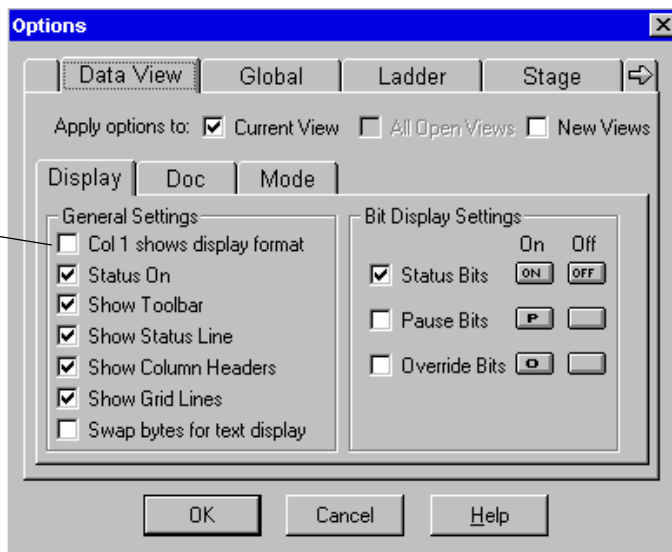 Options
Data View Global Ladder Stage
Apply options to: Current View All Open Views New Views
Display Doc Mode
General Settings
Col 1 shows display format
Status On
Show Toolbar
Show Status Line
Show Column Headers
Show Grid Lines
Swap bytes for text display
Bit Display Settings
On Off
Status Bits ON OFF
Pause Bits P
Override Bits O
OK Cancel Help